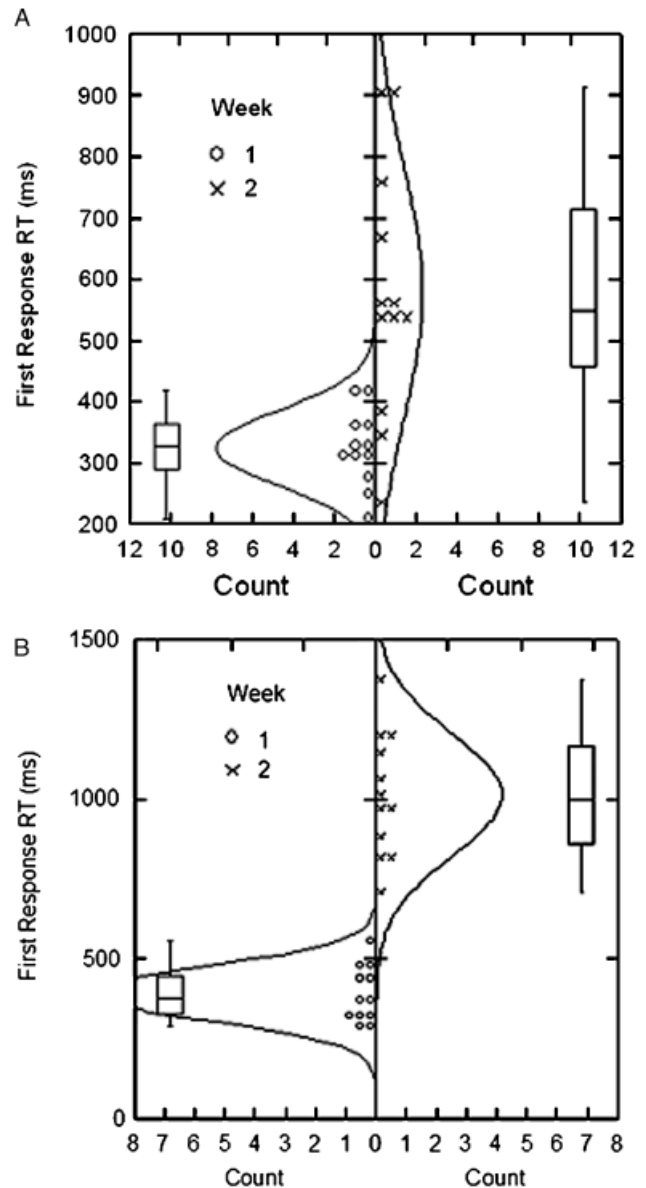 A
1000
900
800
700
600
500
400
300
200
First Response RT (ms)
Week
1
2
12 10 8 6 4 2 0 2 4 6 8 10 12
Count Count
B
1500
1000
500
0
First Response RT (ms)
Week
1
2
8 7 6 5 4 3 2 1 0 1 2 3 4 5 6 7 8
Count Count